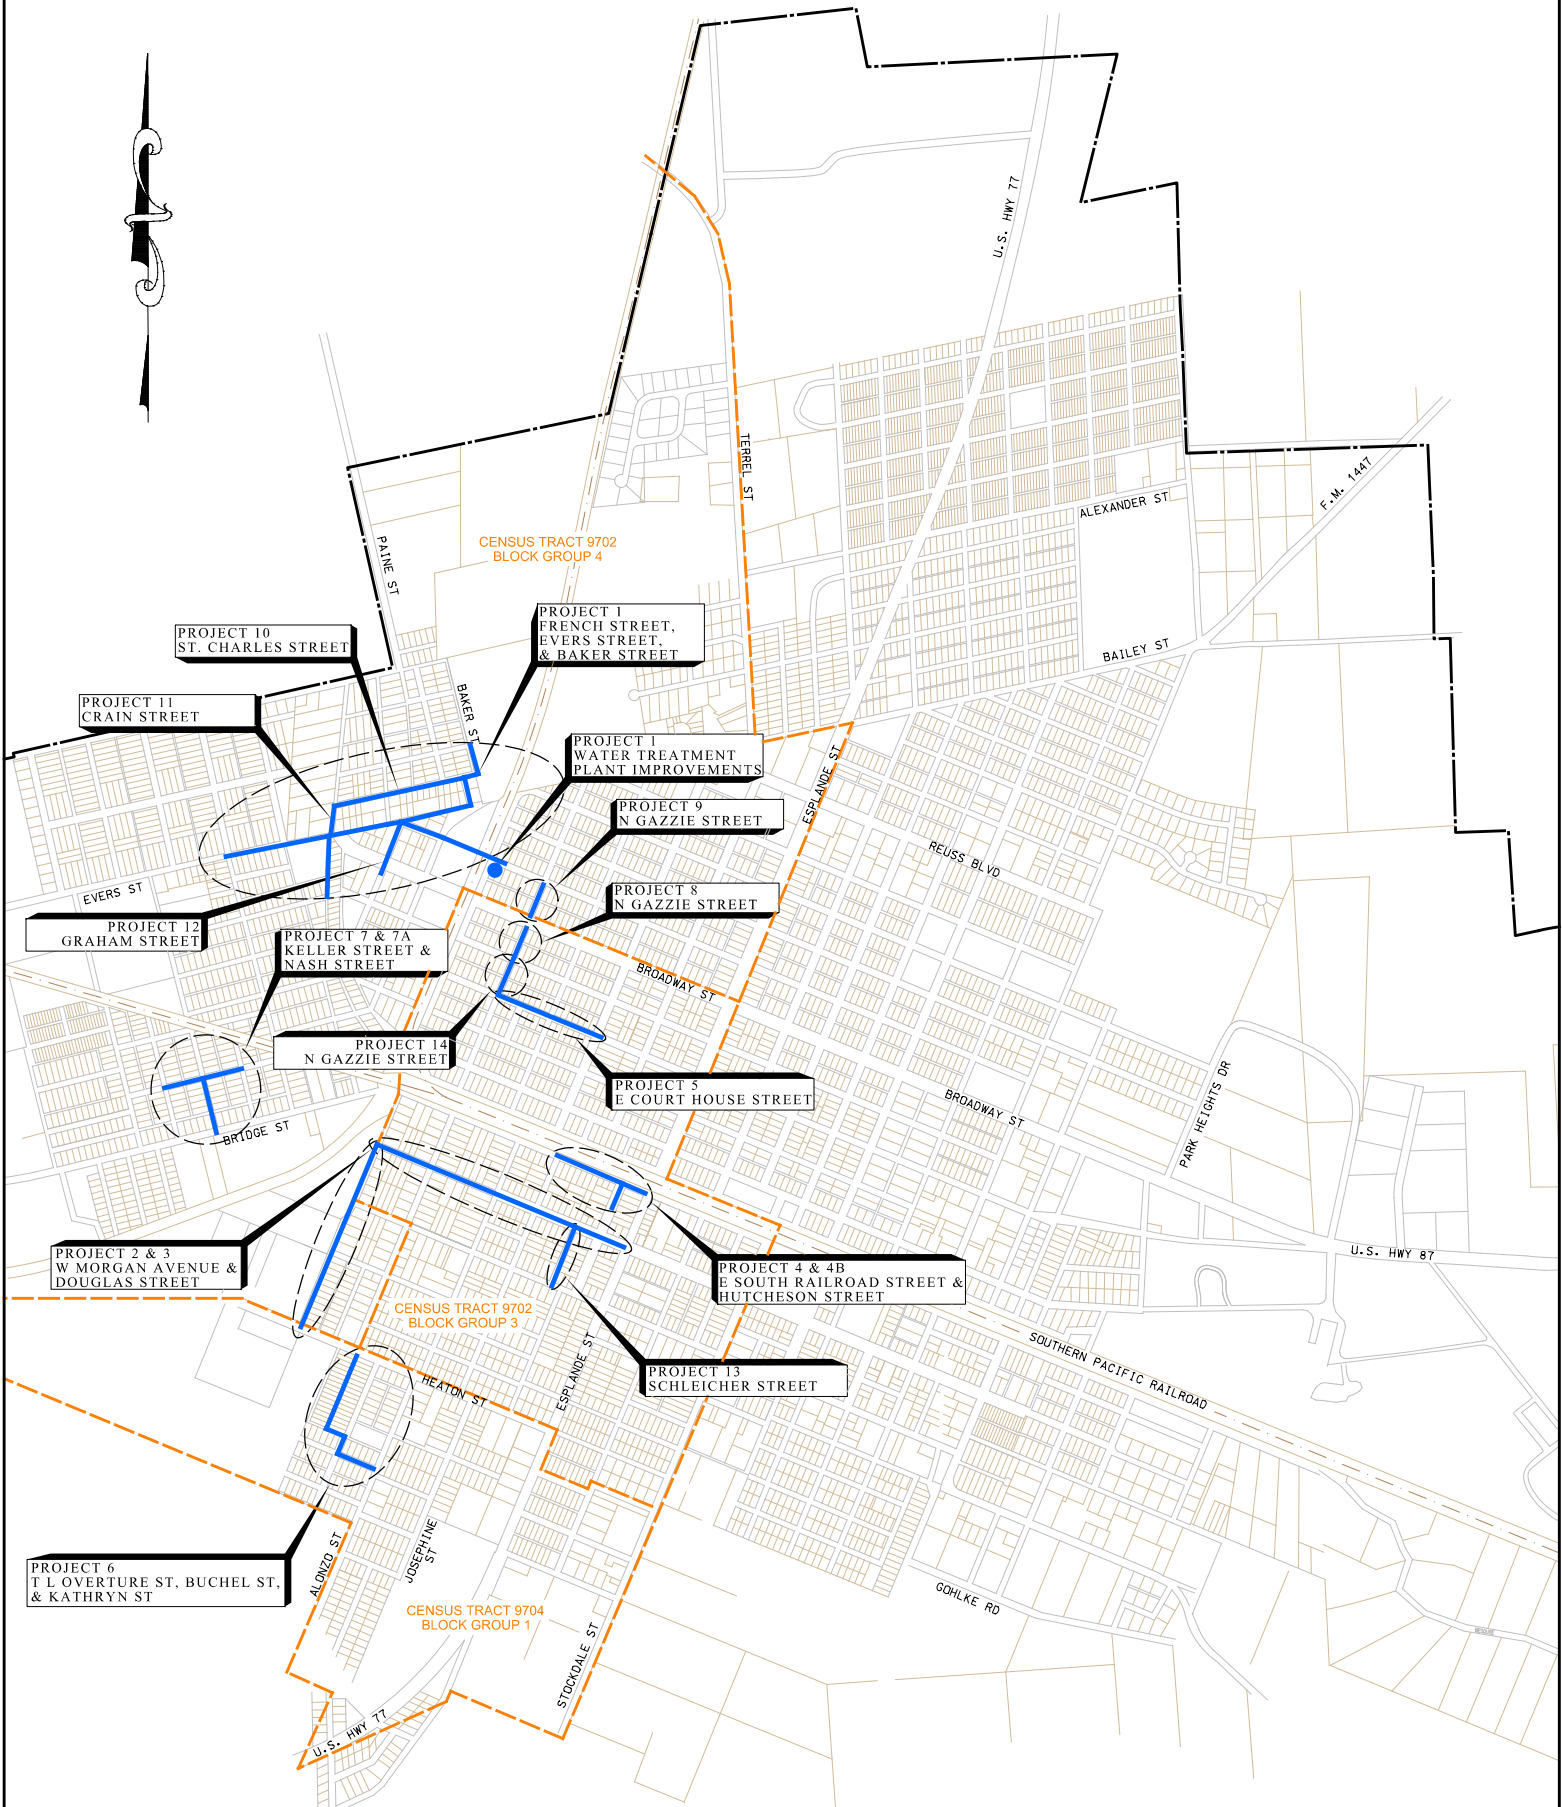 U.S. HWY 77
TERREL ST
F.M. 1447
ALEXANDER ST
PAINE ST
CENSUS TRACT 9702
BLOCK GROUP 4
PROJECT 1
FRENCH STREET,
EVERS STREET,
& BAKER STREET
PROJECT 10
ST. CHARLES STREET
BAILEY ST
BAKER ST
PROJECT 11
CRAIN STREET
PROJECT 1
WATER TREATMENT
PLANT IMPROVEMENTS
ESPLANDE ST
PROJECT 9
N GAZZIE STREET
REUSS BLVD
EVERS ST
PROJECT 8
N GAZZIE STREET
PROJECT 12
GRAHAM STREET
PROJECT 7 & 7A
KELLER STREET &
NASH STREET
BROADWAY ST
PROJECT 14
N GAZZIE STREET
PROJECT 5
E COURT HOUSE STREET
BROADWAY ST
PARK HEIGHTS DR
BRIDGE ST
PROJECT 2 & 3
W MORGAN AVENUE &
DOUGLAS STREET
PROJECT 4 & 4B
E SOUTH RAILROAD STREET &
HUTCHESON STREET
U.S. HWY 87
CENSUS TRACT 9702
BLOCK GROUP 3
SOUTHERN PACIFIC RAILROAD
ESPLANDE ST
PROJECT 13
SCHLEICHER STREET
HEATON ST
ALONZO ST
JOSEPHINE
ST
PROJECT 6
T L OVERTURE ST, BUCHEL ST,
& KATHRYN ST
GOHLKE RD
CENSUS TRACT 9704
BLOCK GROUP 1
STOCKDALE ST
U.S. HWY 77